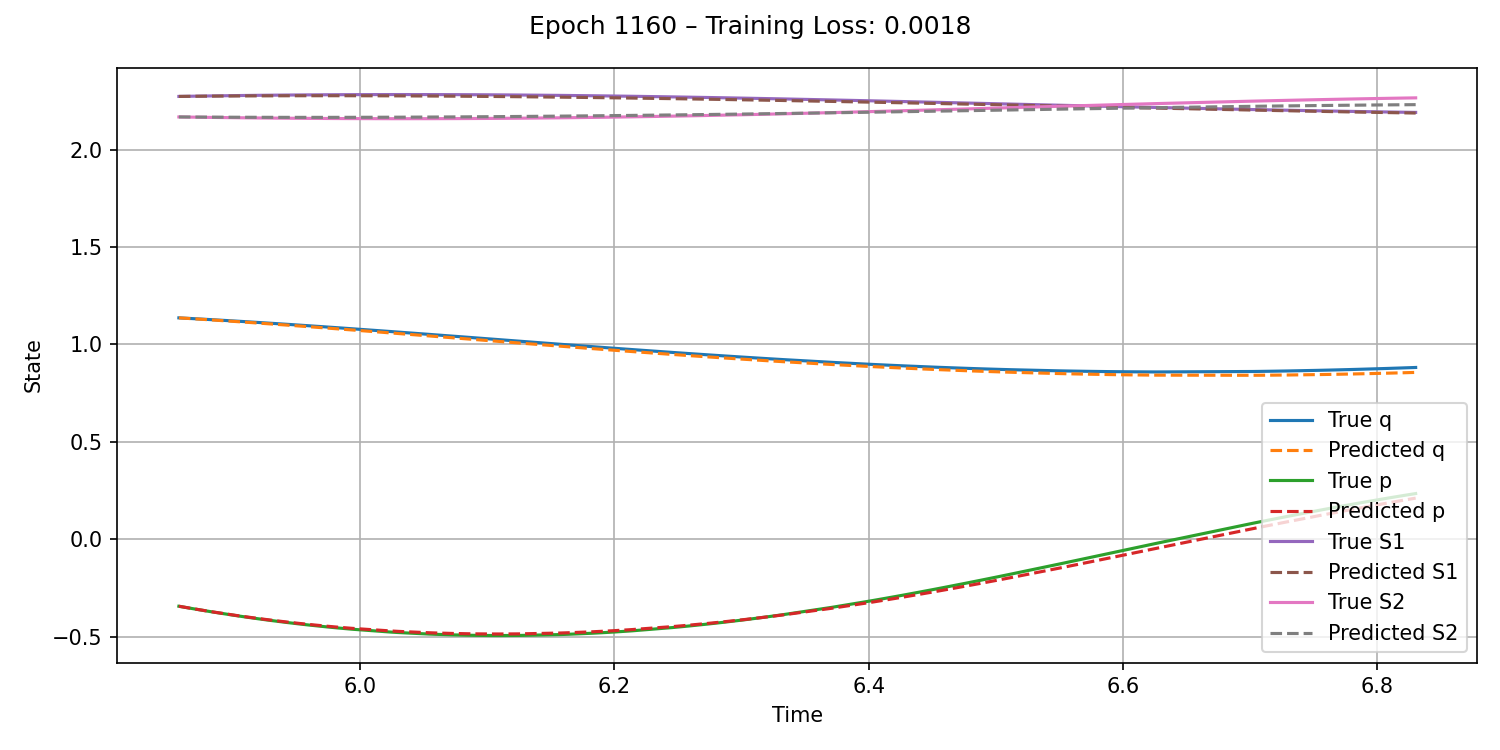 Epoch 1160 – Training Loss: 0.0018
State
2.0
1.5
1.0
0.5
0.0
−0.5
True q
Predicted q
True p
Predicted p
True S1
Predicted S1
True S2
Predicted S2
6.0 6.2 6.4 6.6 6.8
Time